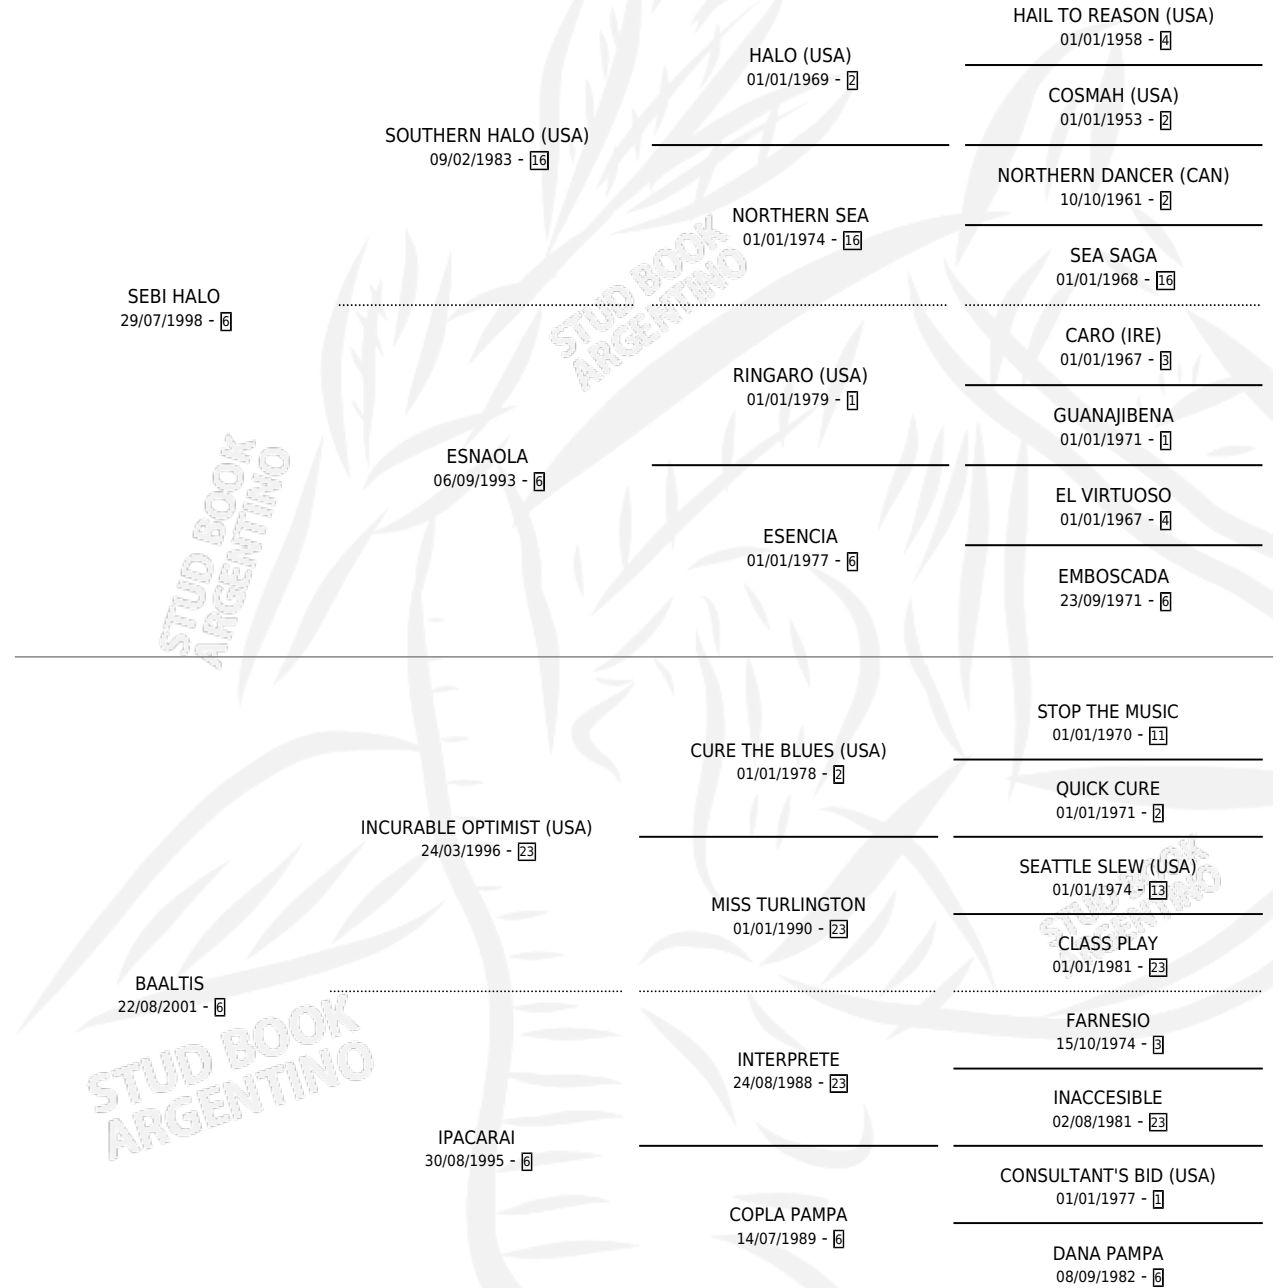 HAIL TO REASON (USA)
01/01/1958 - 4
HALO (USA)
01/01/1969 - 2
COSMAH (USA)
01/01/1953 - 2
SOUTHERN HALO (USA)
09/02/1983 - 16
NORTHERN DANCER (CAN)
10/10/1961 - 2
NORTHERN SEA
01/01/1974 - 16
SEA SAGA
01/01/1968 - 16
SEBI HALO
29/07/1998 - 6
CARO (IRE)
01/01/1967 - 3
RINGARO (USA)
01/01/1979 - 1
GUANAJIBENA
01/01/1971 - 1
ESNAOLA
06/09/1993 - 6
EL VIRTUOSO
01/01/1967 - 4
ESENCIA
01/01/1977 - 6
EMBOSCADA
23/09/1971 - 6
STUD BOOK
ARGENTINO
STUD BOOK
ARGENTINO
STOP THE MUSIC
01/01/1970 - 11
CURE THE BLUES (USA)
01/01/1978 - 2
QUICK CURE
01/01/1971 - 2
INCURABLE OPTIMIST (USA)
24/03/1996 - 23
SEATTLE SLEW (USA)
01/01/1974 - 13
MISS TURLINGTON
01/01/1990 - 23
CLASS PLAY
01/01/1981 - 23
BAALTIS
22/08/2001 - 6
FARNESIO
15/10/1974 - 3
INTERPRETE
24/08/1988 - 23
INACCESIBLE
02/08/1981 - 23
IPACARAI
30/08/1995 - 6
CONSULTANT'S BID (USA)
01/01/1977 - 1
COPLA PAMPA
14/07/1989 - 6
DANA PAMPA
08/09/1982 - 6
STUD BOOK
ARGENTINO
STUD BOOK
ARGENTINO